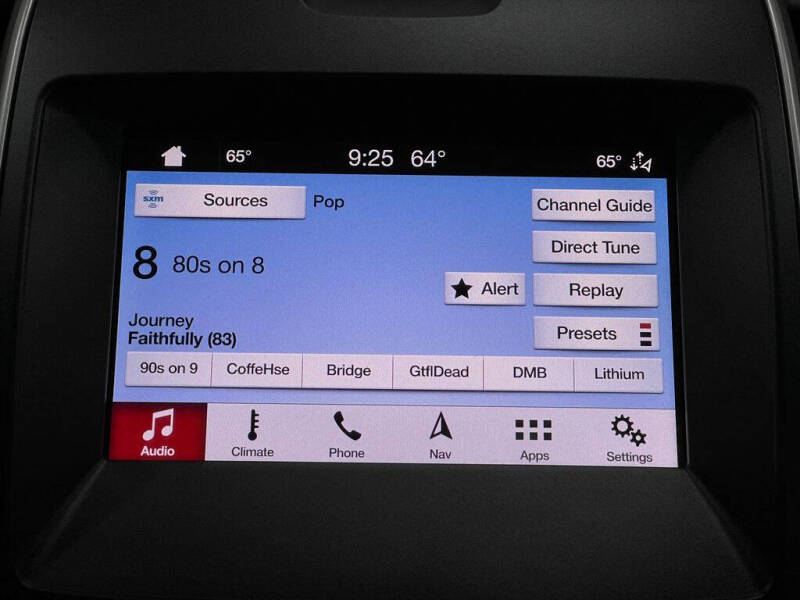 65° 9:25 64° 65°
sxm Sources Pop Channel Guide
Direct Tune
8 80s on 8
Alert Replay
Journey
Faithfully (83)
Presets
90s on 9 CoffeHse Bridge GtflDead DMB Lithium
Audio Climate Phone Nav Apps Settings